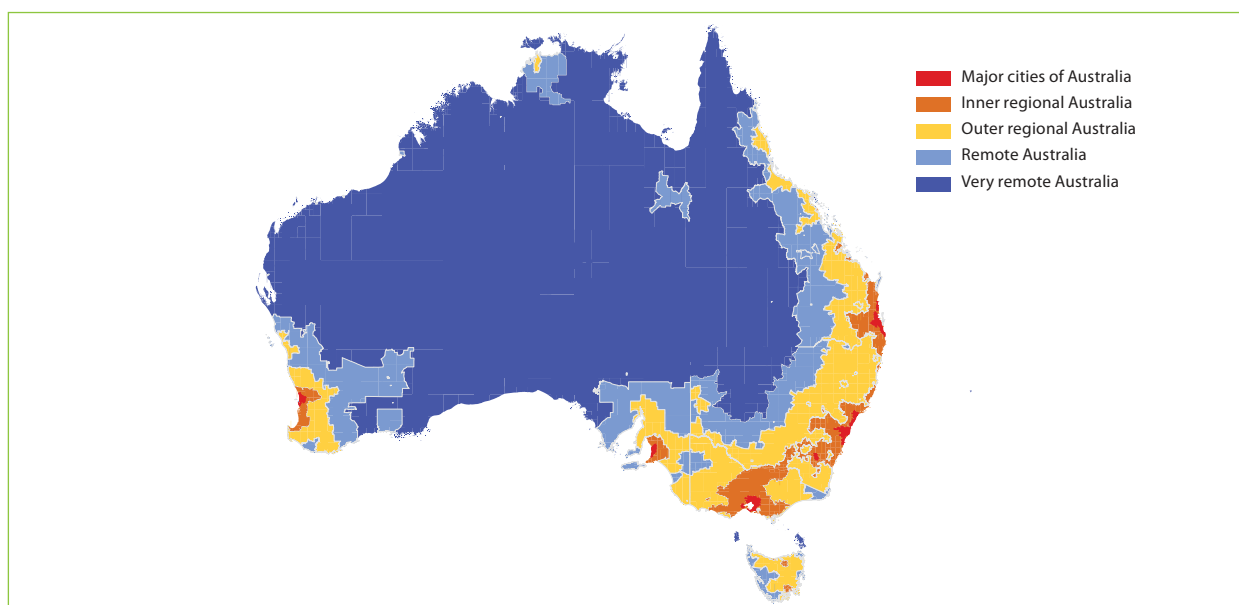 Major cities of Australia
Inner regional Australia
Outer regional Australia
Remote Australia
Very remote Australia